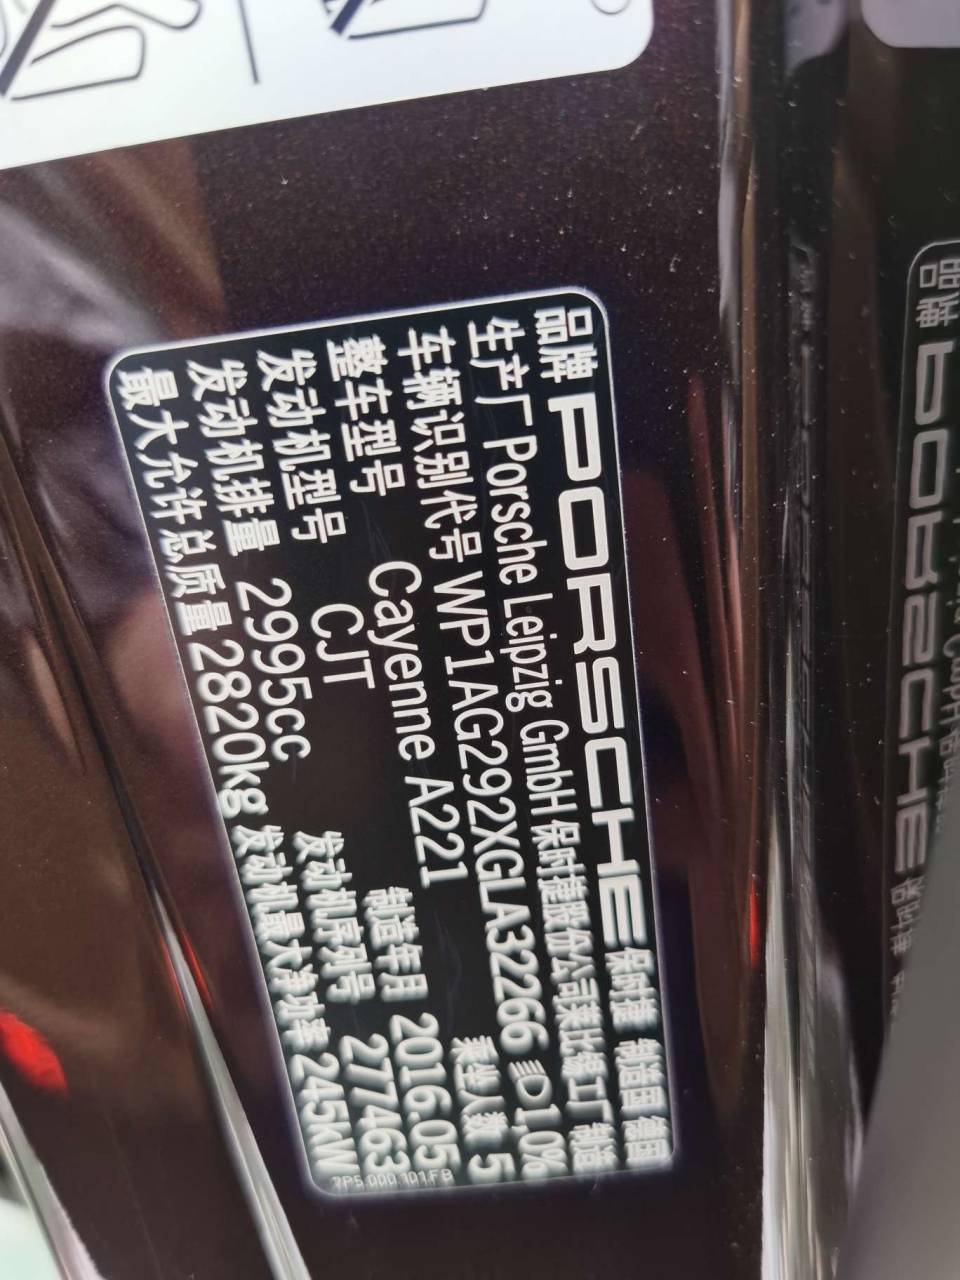 品牌 PORSCHE 保时捷 制造国 德国
生产厂 Porsche Leipzig GmbH 保时捷股份公司莱比锡工厂制造
车辆识别代号 WP1AG292XGLA32266 1,0%
整车型号 Cayenne A221 乘坐人数 5
发动机型号 CJT 制造年月 2016.05
发动机排量 2995cc 发动机序列号 277463
最大允许总质量 2820kg 发动机最大净功率 245kW
7P5.000.101.FB